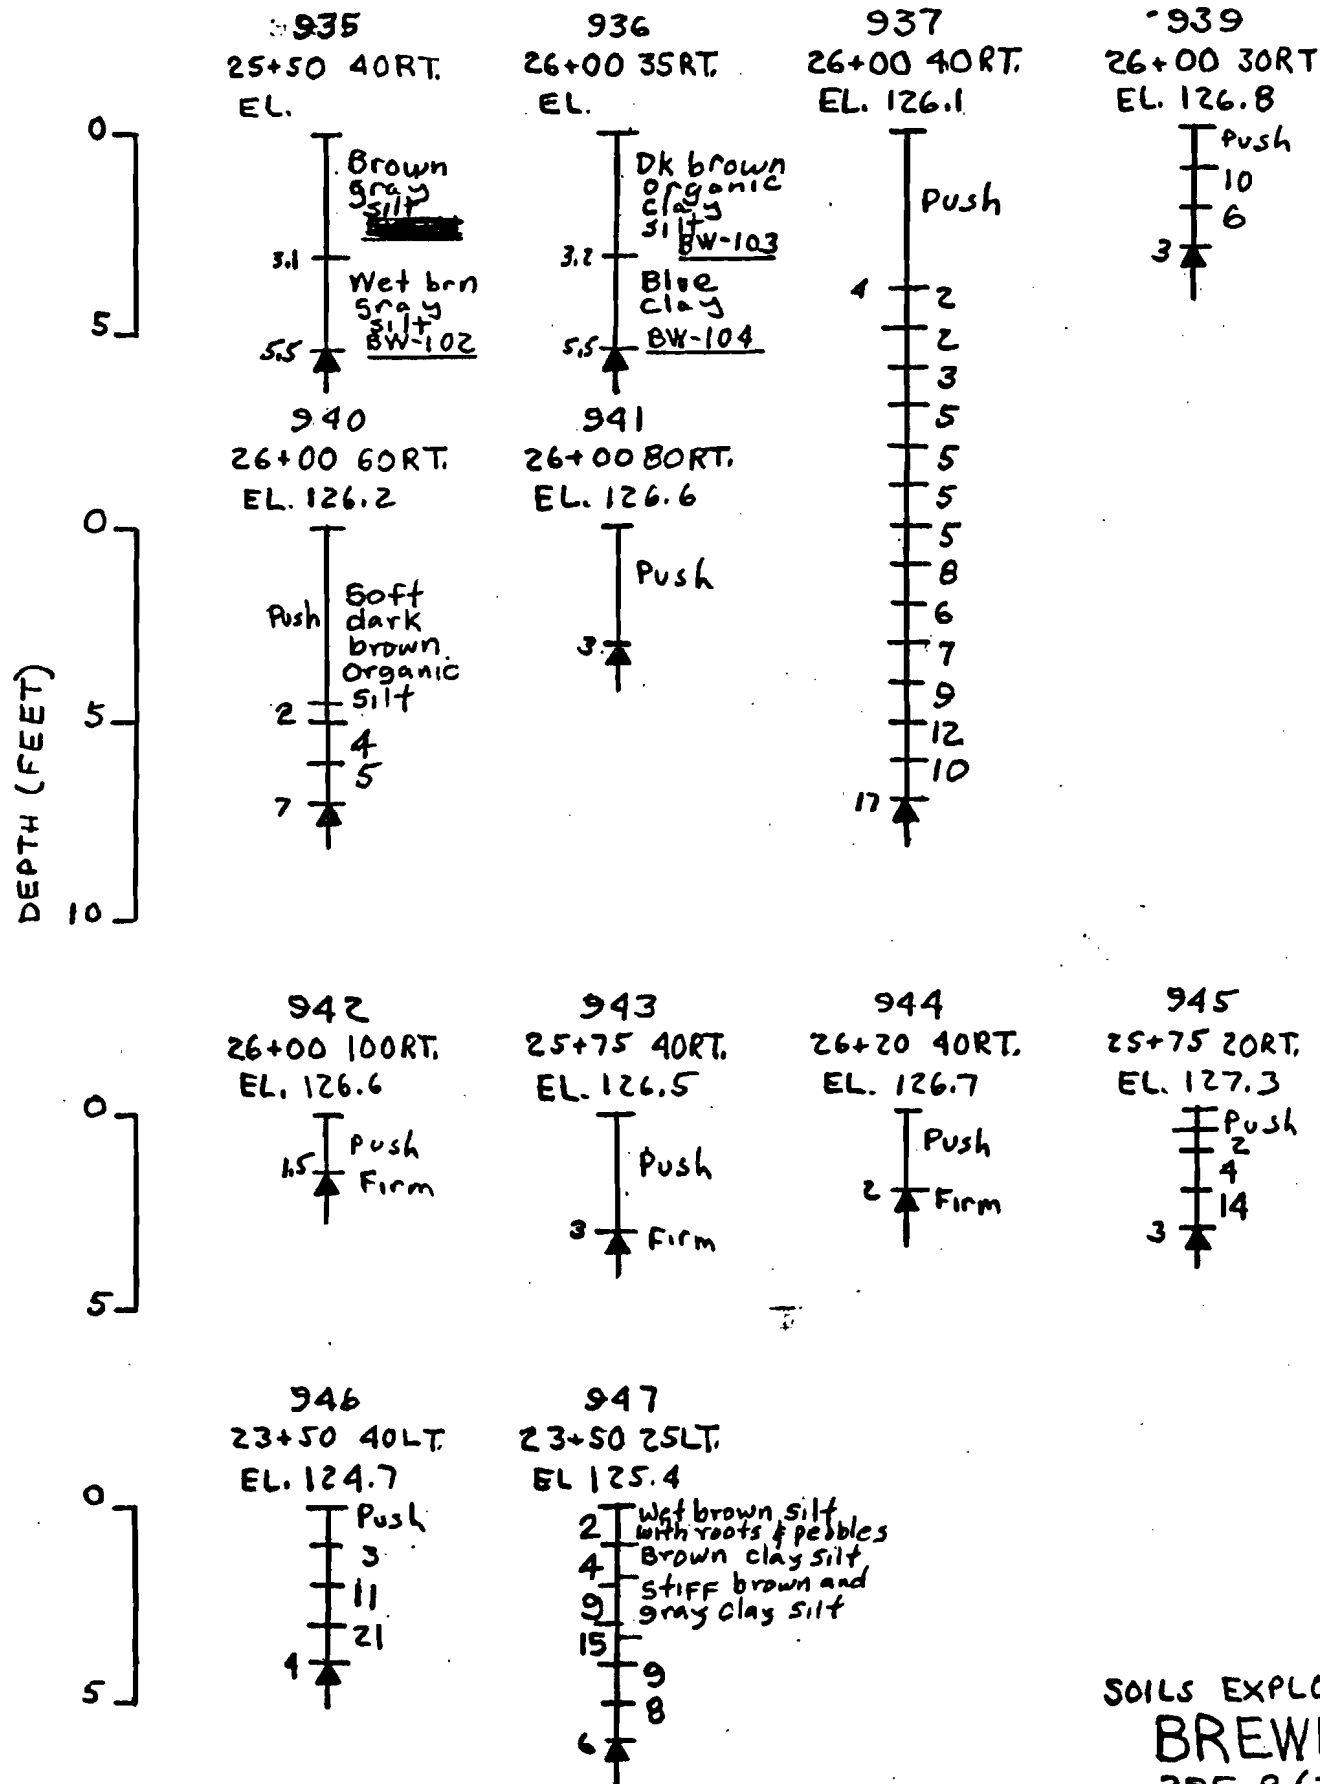 935
25+50 40RT.
EL.
936
26+00 35RT.
EL.
937
26+00 40RT.
EL. 126.1
939
26+00 30RT
EL. 126.8
0
5
Brown
gray
silt
3.1
Wet brn
gray
silt
BW-102
5.5
Dk brown
organic
clay
silt
BW-103
3.2
Blue
clay
BW-104
5.5
Push
4
2
2
3
5
5
5
5
8
6
7
9
12
10
17
Push
10
6
3
940
26+00 60RT.
EL. 126.2
941
26+00 80RT.
EL. 126.6
DEPTH (FEET)
0
5
10
Push
Soft
dark
brown
organic
silt
2
4
5
7
Push
3
942
26+00 100RT.
EL. 126.6
943
25+75 40RT.
EL. 126.5
944
26+20 40RT.
EL. 126.7
945
25+75 20RT.
EL. 127.3
0
5
Push
1.5
Firm
Push
3
Firm
Push
2
Firm
Push
2
4
14
3
946
23+50 40LT.
EL. 124.7
947
23+50 25LT.
EL 125.4
0
5
Push
3
11
21
4
Wet brown silt
with roots & pebbles
2
Brown clay silt
4
Stiff brown and
gray clay silt
9
15
9
8
6
SOILS EXPLO
BREW